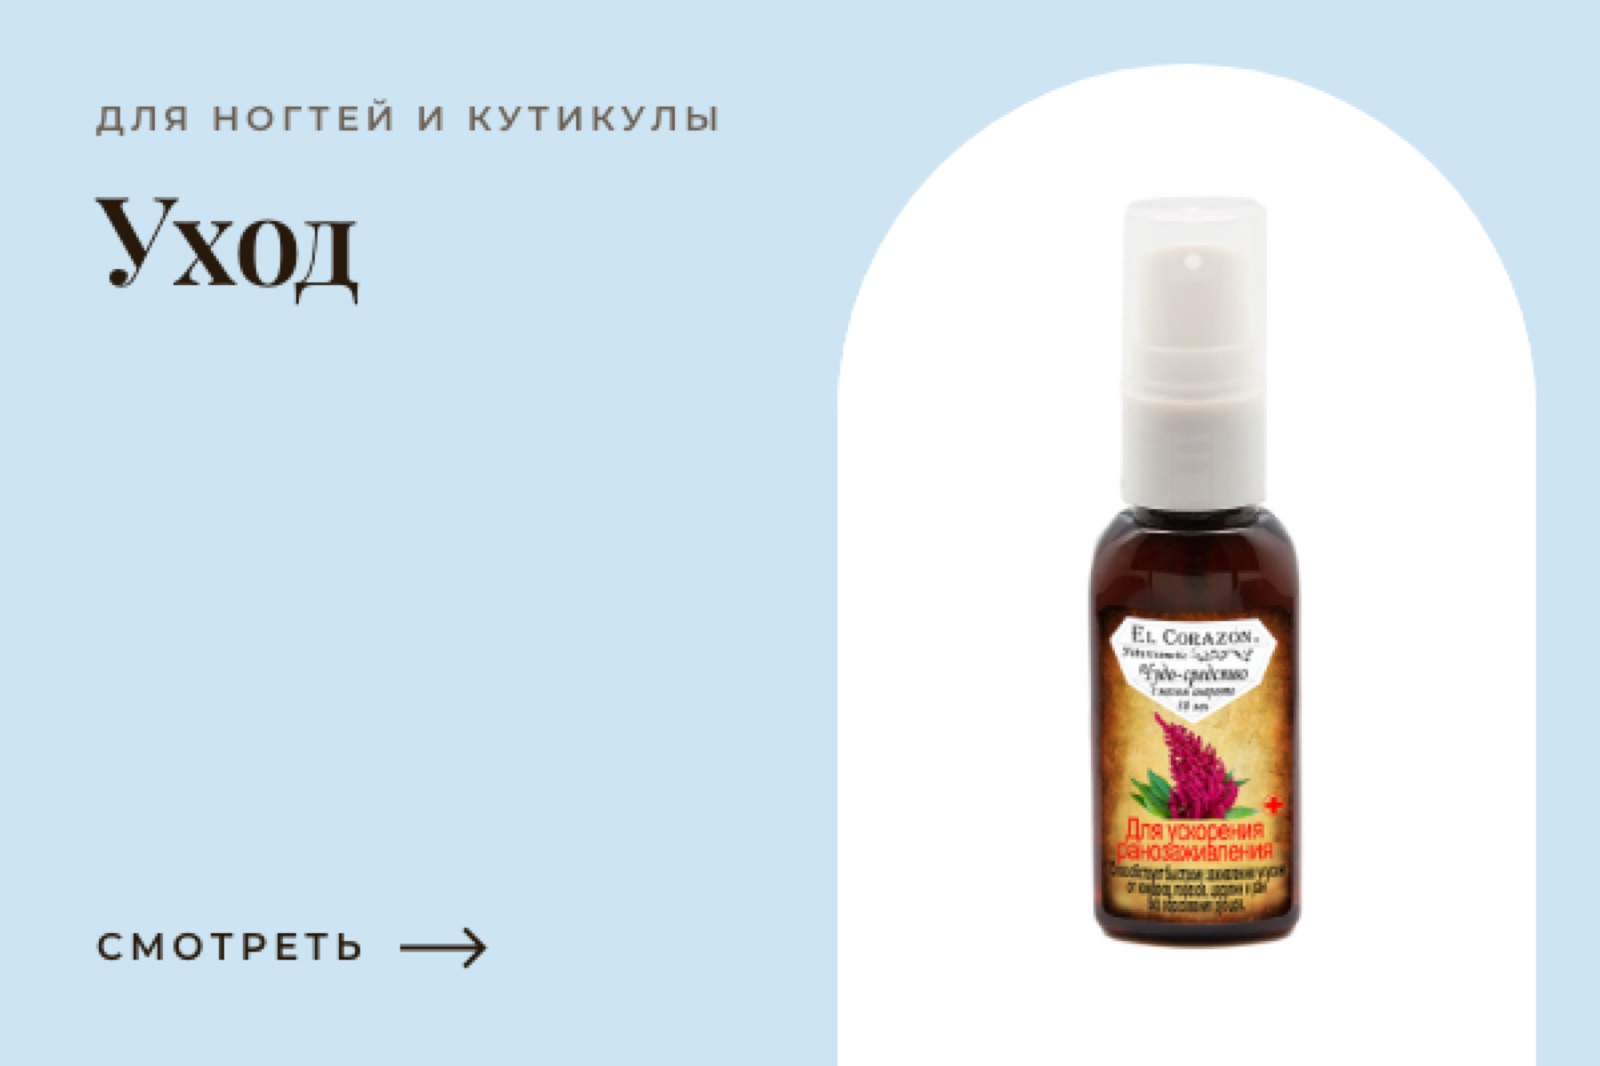 ДЛЯ НОГТЕЙ И КУТИКУЛЫ
Уход
СМОТРЕТЬ
EL CORAZON
Чудо-средство
Для ускорения
ранозаживления